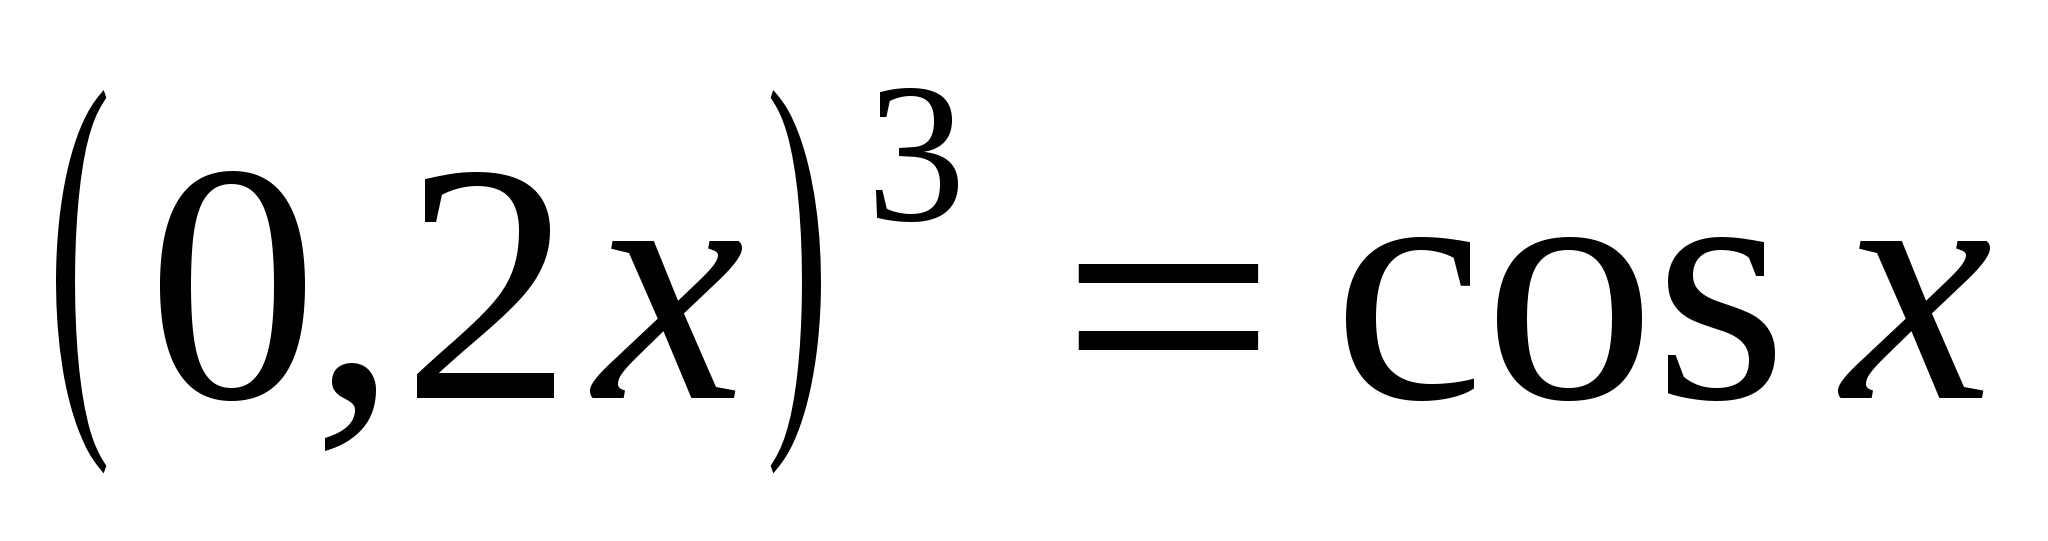 (0,2x)³ = cos x